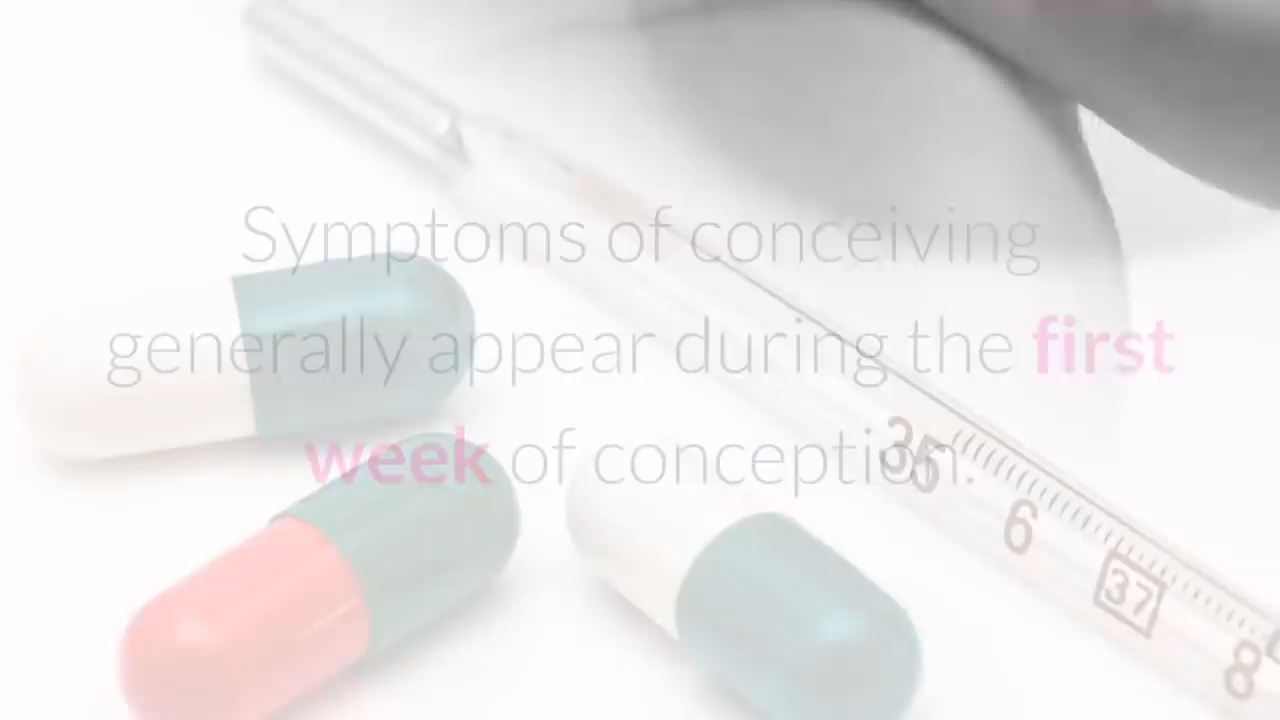 Symptoms of conceiving
generally appear during the first
week of conception.
35
6
37
8